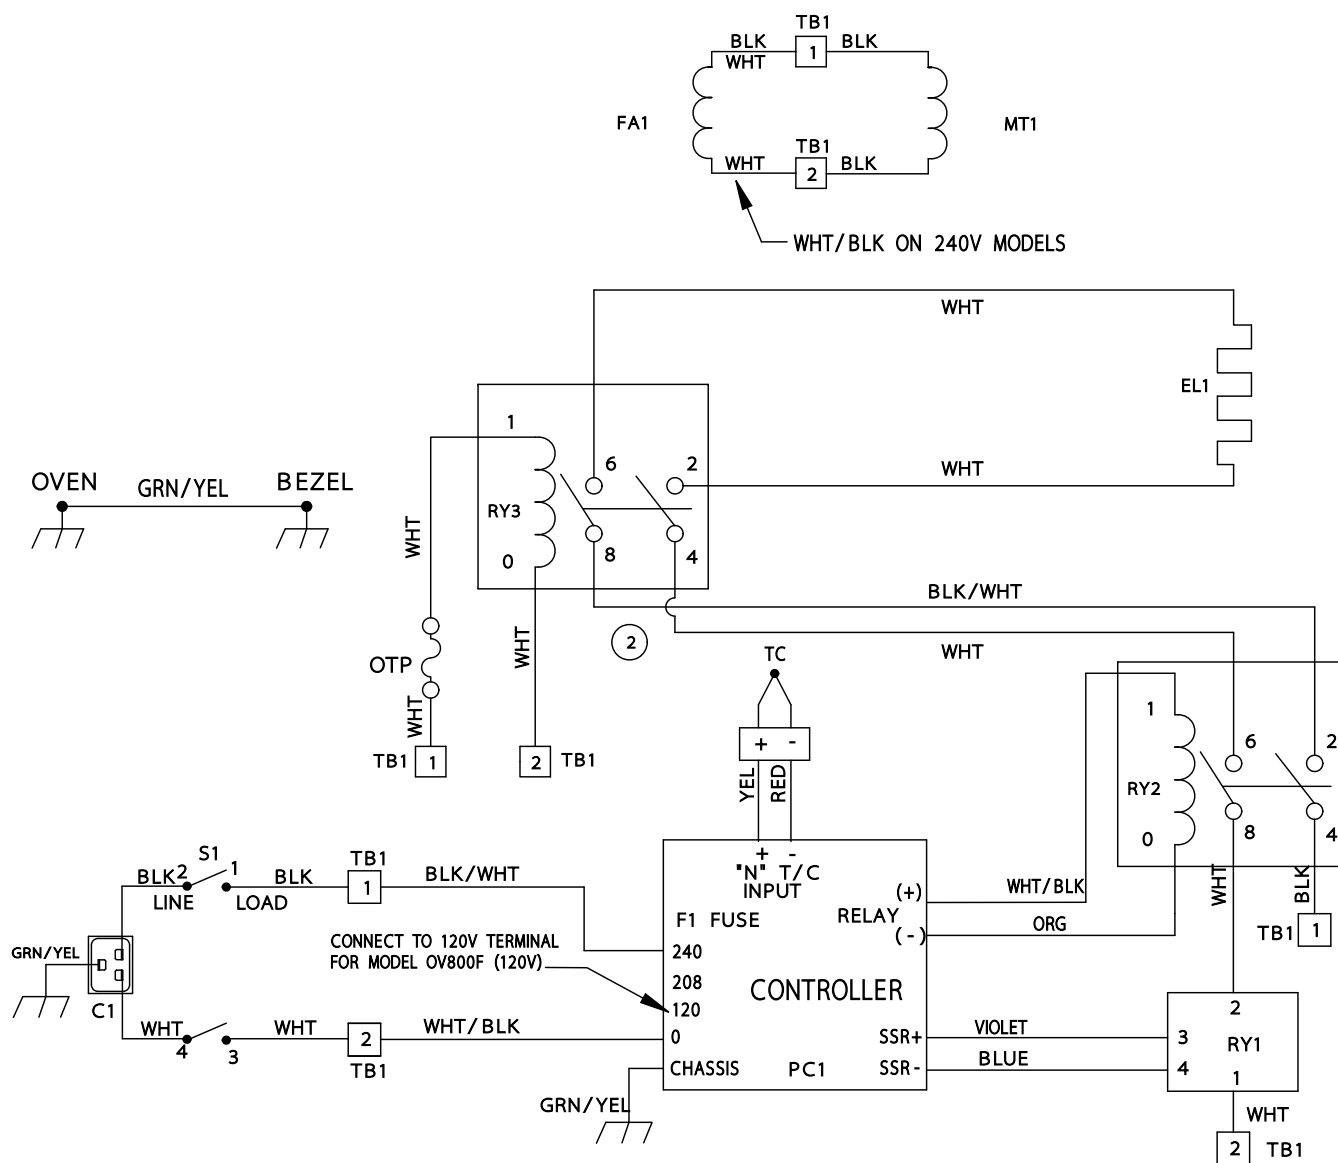 TB1
BLK 1 BLK
WHT
FA1 MT1
TB1
WHT 2 BLK
WHT/BLK ON 240V MODELS
WHT
EL1
1
6 2
WHT
OVEN GRN/YEL BEZEL
RY3
WHT
0 8 4
BLK/WHT
WHT
2
WHT
OTP
TC
WHT
1
+ -
6 2
TB1 1
2 TB1
YEL
RED
RY2
0 8 4
S1
BLK 2 1 BLK
TB1
1
BLK/WHT
LINE LOAD
+ -
"N" T/C
INPUT
WHT/BLK
(+)
RELAY
(-)
ORG
WHT
BLK
TB1 1
F1 FUSE
240
CONNECT TO 120V TERMINAL
FOR MODEL OV800F (120V)
GRN/YEL
C1
208
CONTROLLER
120
0
WHT 4 3 WHT
2
TB1
WHT/BLK
SSR+
VIOLET
3
2
RY1
CHASSIS PC1 SSR-
BLUE
4
1
GRN/YEL
WHT
2 TB1